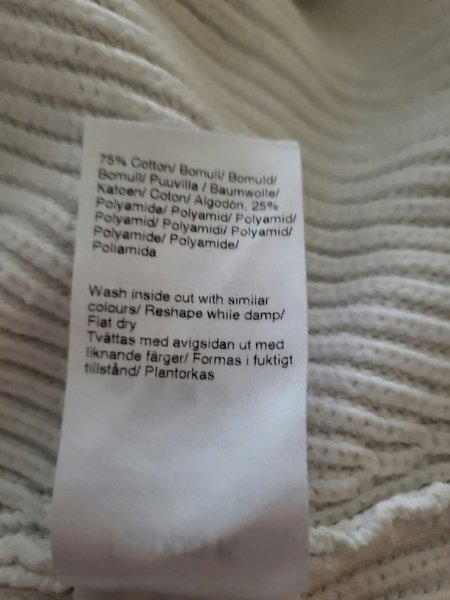 75% Cotton/ Bomull/ Bomuld/
Bomull/ Puuvilla / Baumwolle/
Katoen/ Coton/ Algodón, 25%
Polyamide/ Polyamid/ Polyamid/
Polyamid/ Polyamidi/ Polyamid/
Polyamide/ Polyamide/
Poliamida
Wash inside out with similar
colours/ Reshape while damp/
Flat dry
Tvättas med avigsidan ut med
liknande färger/ Formas i fuktigt
tillstånd/ Plantorkas